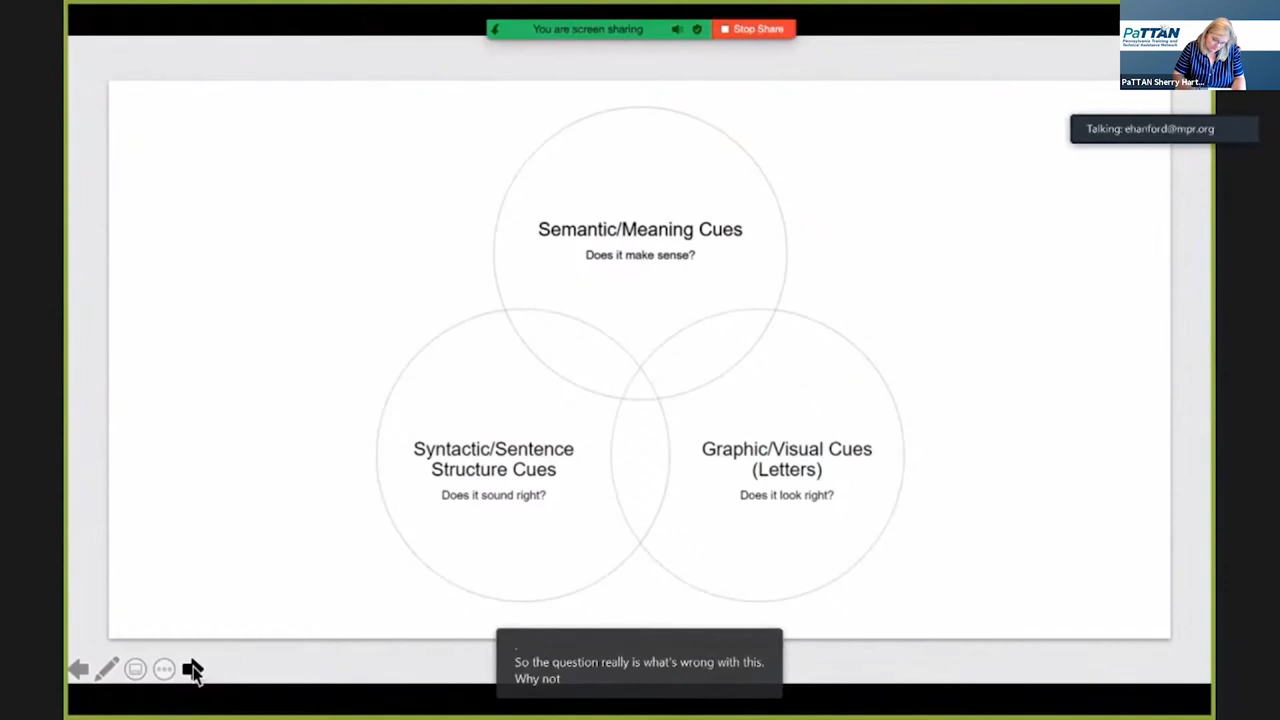 You are screen sharing
Stop Share
PaTTAN
Pennsylvania Training and
Technical Assistance Network
PaTTAN Sherry Hart...
Talking: ehanford@mpr.org
Semantic/Meaning Cues
Does it make sense?
Syntactic/Sentence
Structure Cues
Does it sound right?
Graphic/Visual Cues
(Letters)
Does it look right?
.
So the question really is what's wrong with this.
Why not